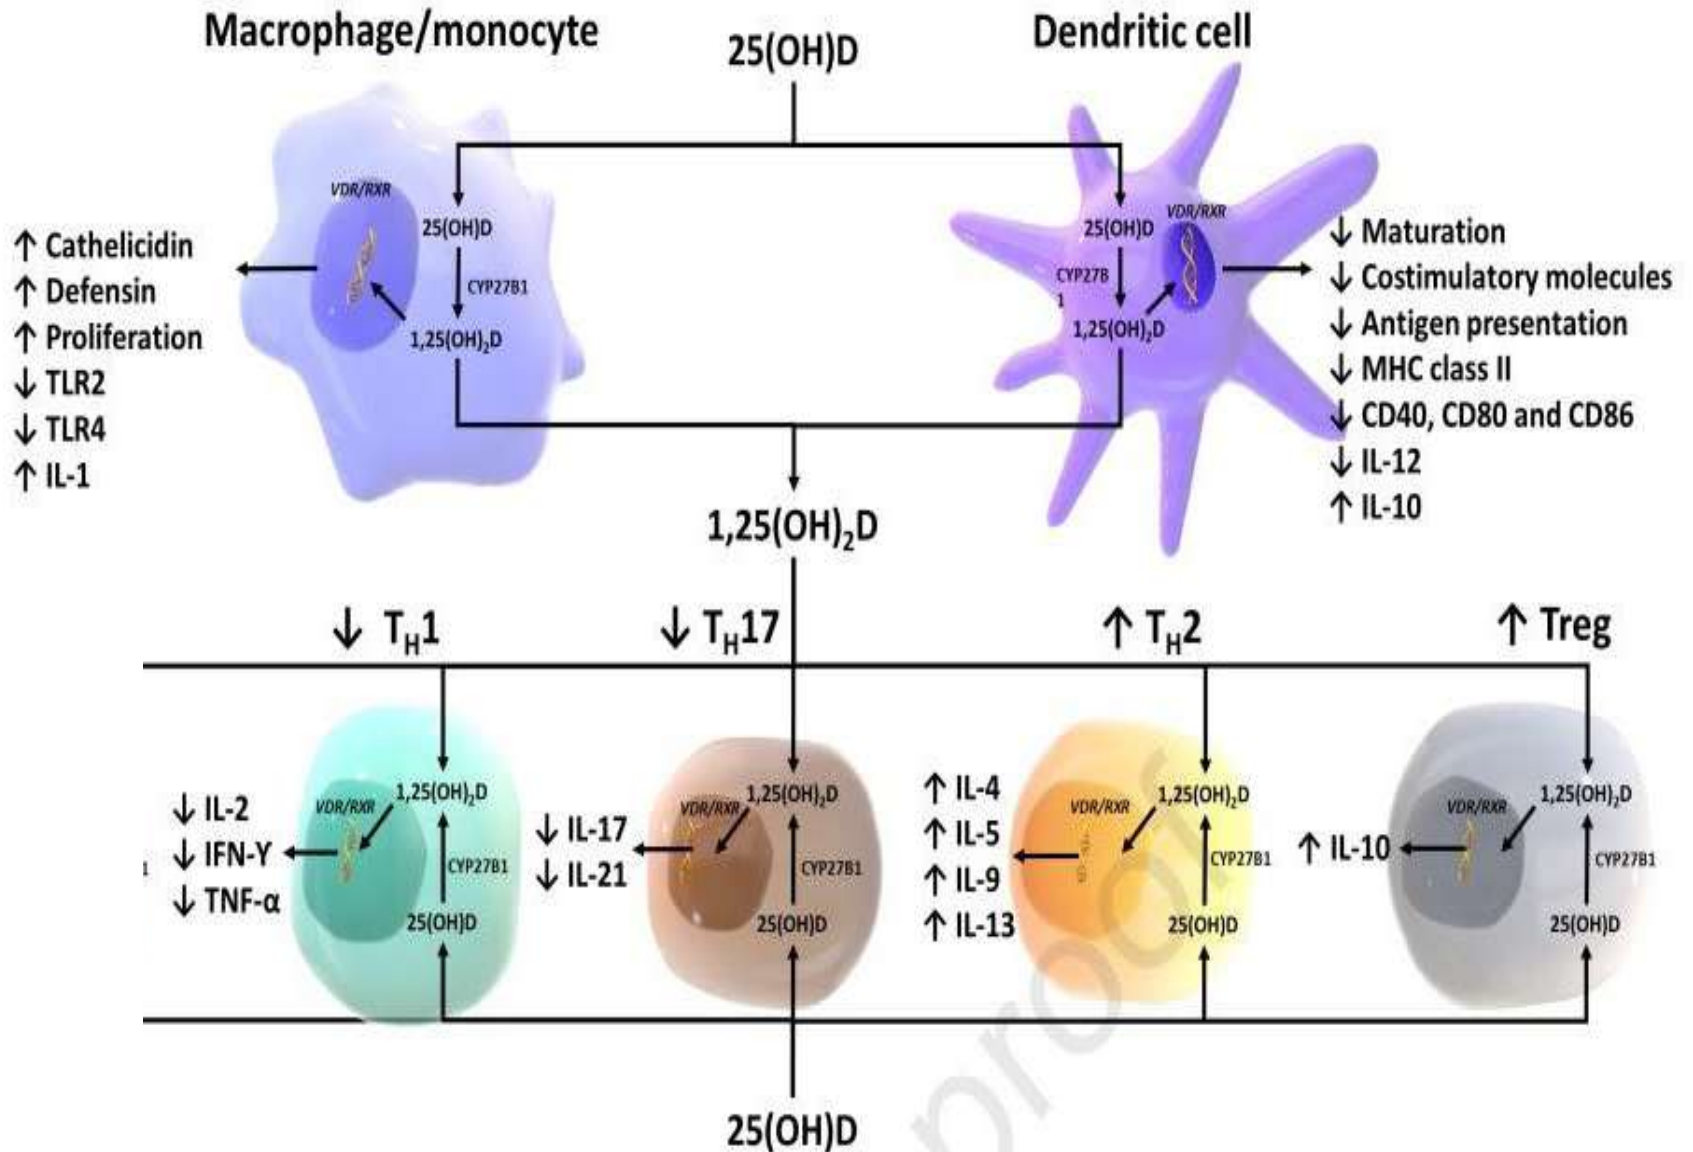 Macrophage/monocyte
25(OH)D
Dendritic cell
VDR/RXR
25(OH)D
CYP27B1
1,25(OH)₂D
↑ Cathelicidin
↑ Defensin
↑ Proliferation
↓ TLR2
↓ TLR4
↑ IL-1
VDR/RXR
25(OH)D
CYP27B
1
1,25(OH)₂D
↓ Maturation
↓ Costimulatory molecules
↓ Antigen presentation
↓ MHC class II
↓ CD40, CD80 and CD86
↓ IL-12
↑ IL-10
1,25(OH)₂D
↓ TH1
↓ TH17
↑ TH2
↑ Treg
1
↓ IL-2
↓ IFN-Y
↓ TNF-α
VDR/RXR
1,25(OH)₂D
CYP27B1
25(OH)D
↓ IL-17
↓ IL-21
VDR/RXR
1,25(OH)₂D
CYP27B1
25(OH)D
↑ IL-4
↑ IL-5
↑ IL-9
↑ IL-13
VDR/RXR
1,25(OH)₂D
CYP27B1
25(OH)D
↑ IL-10
VDR/RXR
1,25(OH)₂D
CYP27B1
25(OH)D
25(OH)D
proof